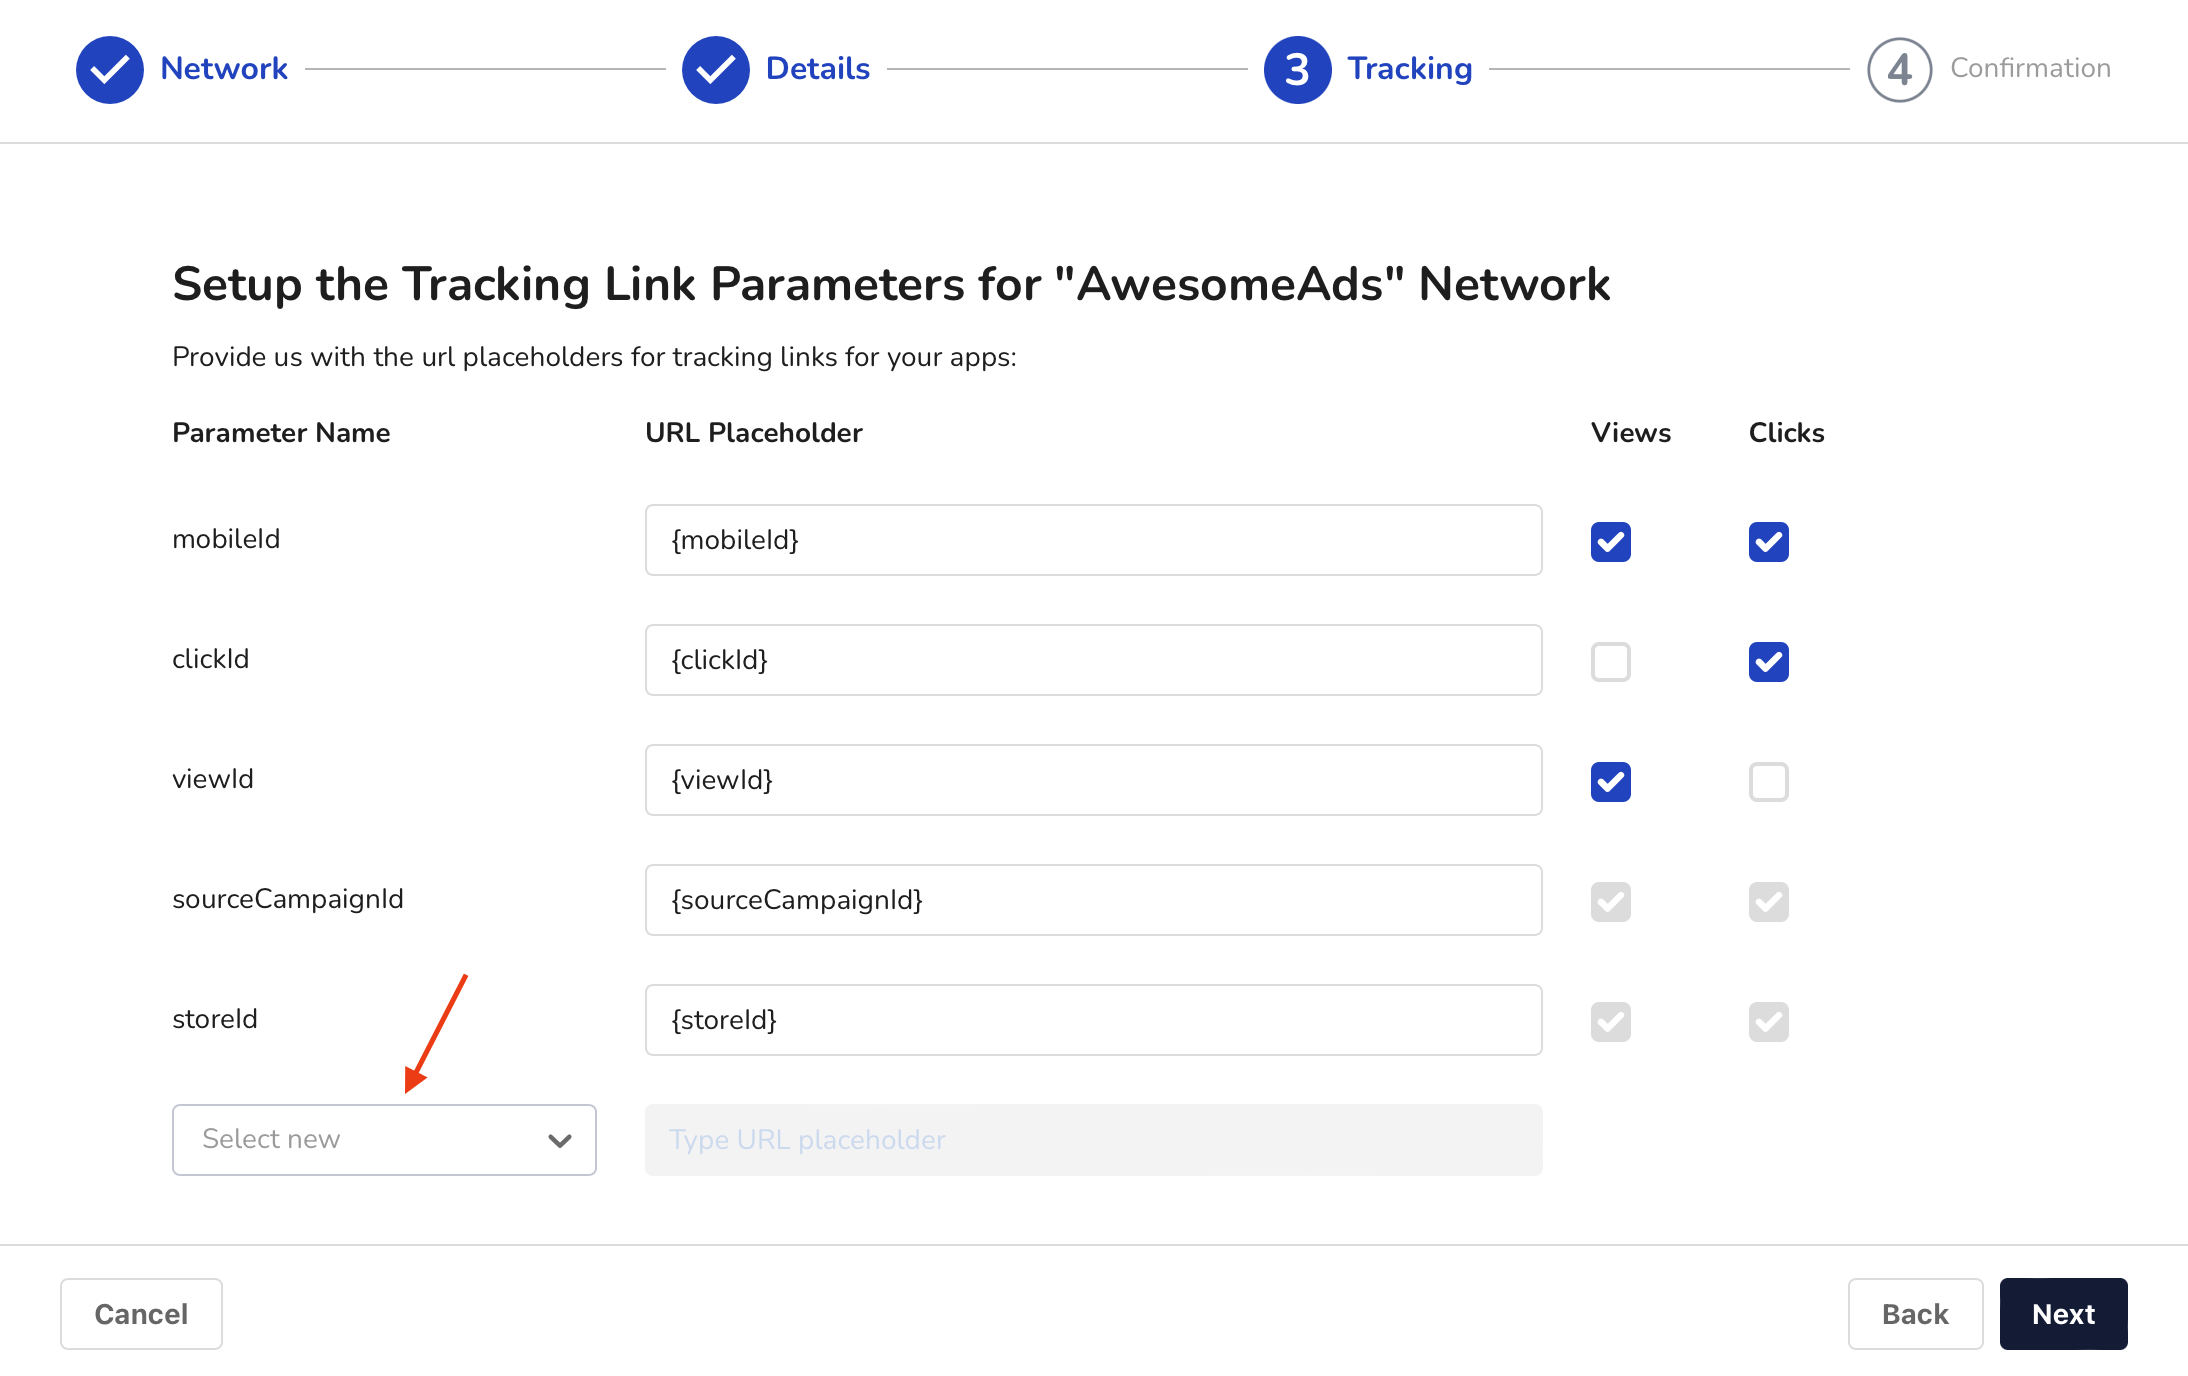 Network Details 3 Tracking 4 Confirmation
Setup the Tracking Link Parameters for "AwesomeAds" Network
Provide us with the url placeholders for tracking links for your apps:
Parameter Name URL Placeholder Views Clicks
mobileId {mobileId}
clickId {clickId}
viewId {viewId}
sourceCampaignId {sourceCampaignId}
storeId {storeId}
Select new Type URL placeholder
Cancel Back Next